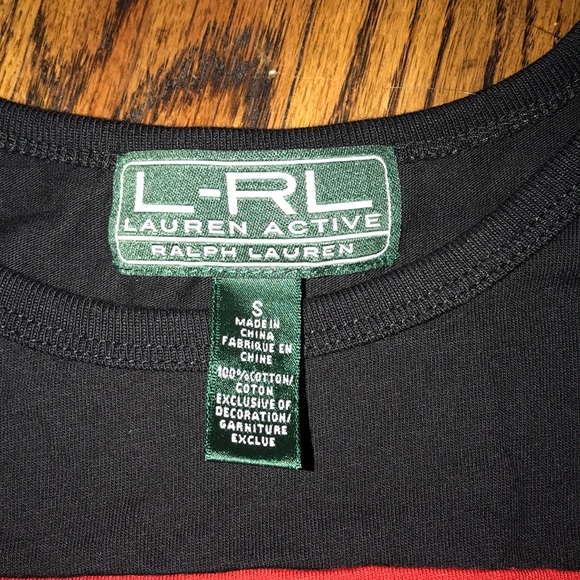 L-RL
LAUREN ACTIVE
RALPH LAUREN
S
MADE IN
CHINA
FABRIQUE EN
CHINE
100%COTTON/
COTON
EXCLUSIVE OF
DECORATION/
GARNITURE
EXCLUE